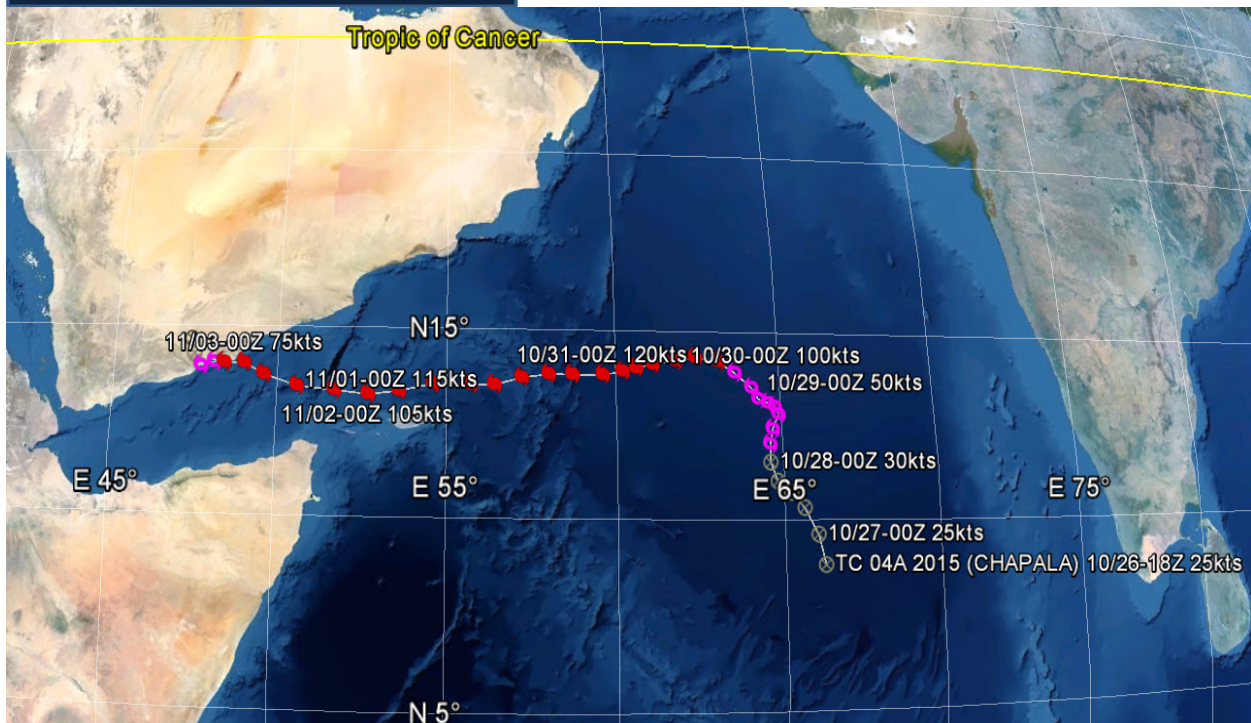 Tropic of Cancer
N15°
11/03-00Z 75kts
10/31-00Z 120kts
10/30-00Z 100kts
11/01-00Z 115kts
10/29-00Z 50kts
11/02-00Z 105kts
10/28-00Z 30kts
E 45°
E 55°
E 65°
E 75°
10/27-00Z 25kts
TC 04A 2015 (CHAPALA) 10/26-18Z 25kts
N 5°